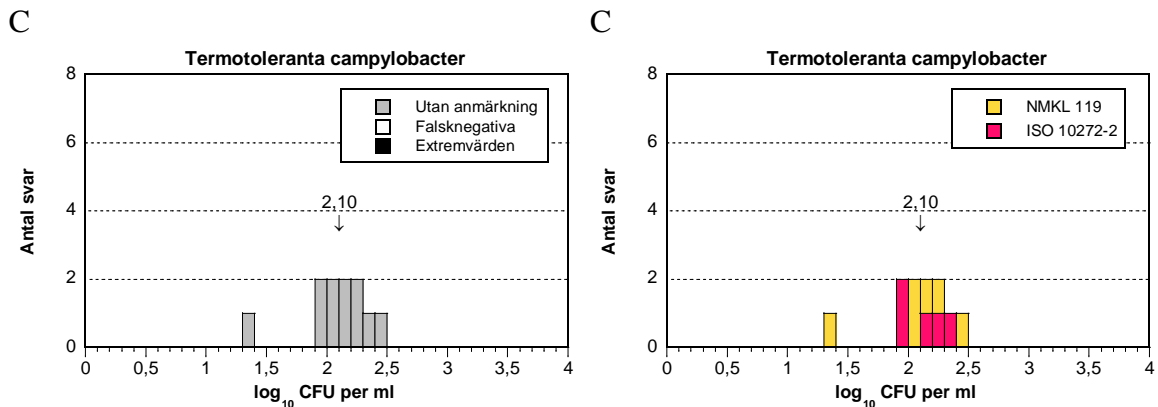 C
Termotoleranta campylobacter
8
6
4
2
0
Antal svar
Utan anmärkning
Falsknegativa
Extremvärden
2,10
↓
0 0,5 1 1,5 2 2,5 3 3,5 4
log10 CFU per ml
C
Termotoleranta campylobacter
8
6
4
2
0
Antal svar
NMKL 119
ISO 10272-2
2,10
↓
0 0,5 1 1,5 2 2,5 3 3,5 4
log10 CFU per ml